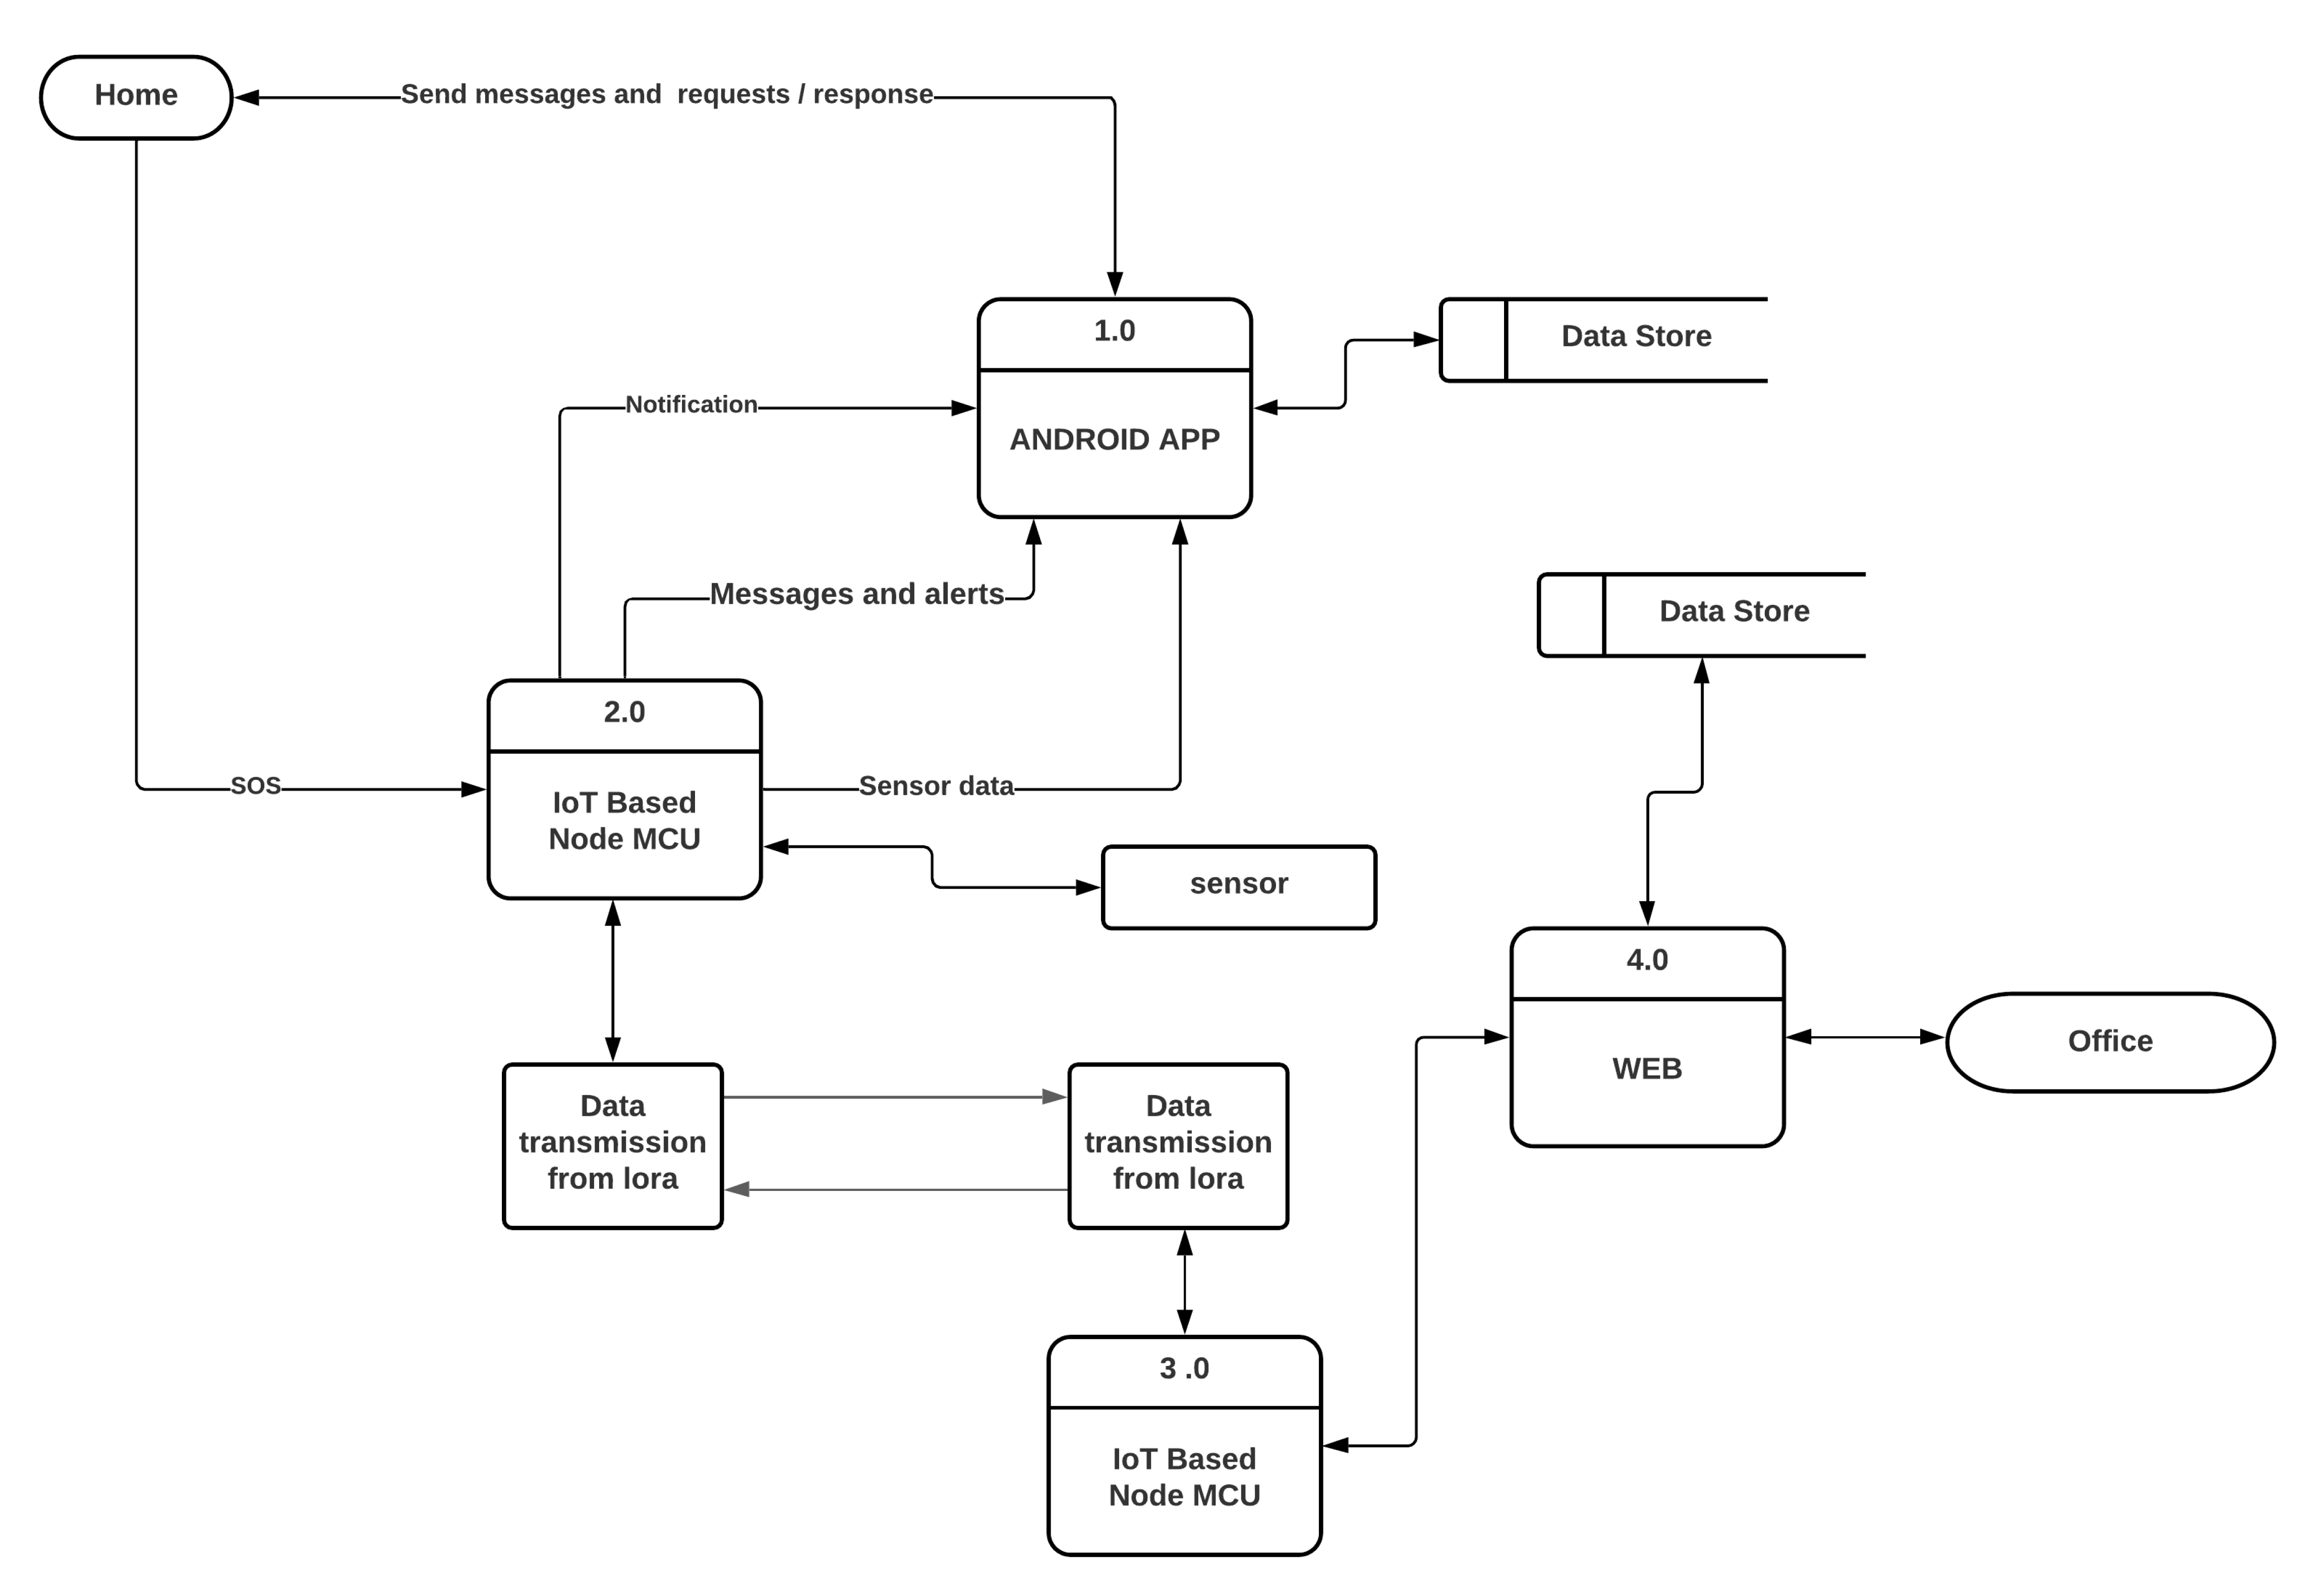 Home
Send messages and  requests / response
1.0
ANDROID APP
Data Store
Notification
Messages and alerts
Data Store
2.0
IoT Based
Node MCU
SOS
Sensor data
sensor
4.0
WEB
Office
Data
transmission
from lora
Data
transmission
from lora
3 .0
IoT Based
Node MCU